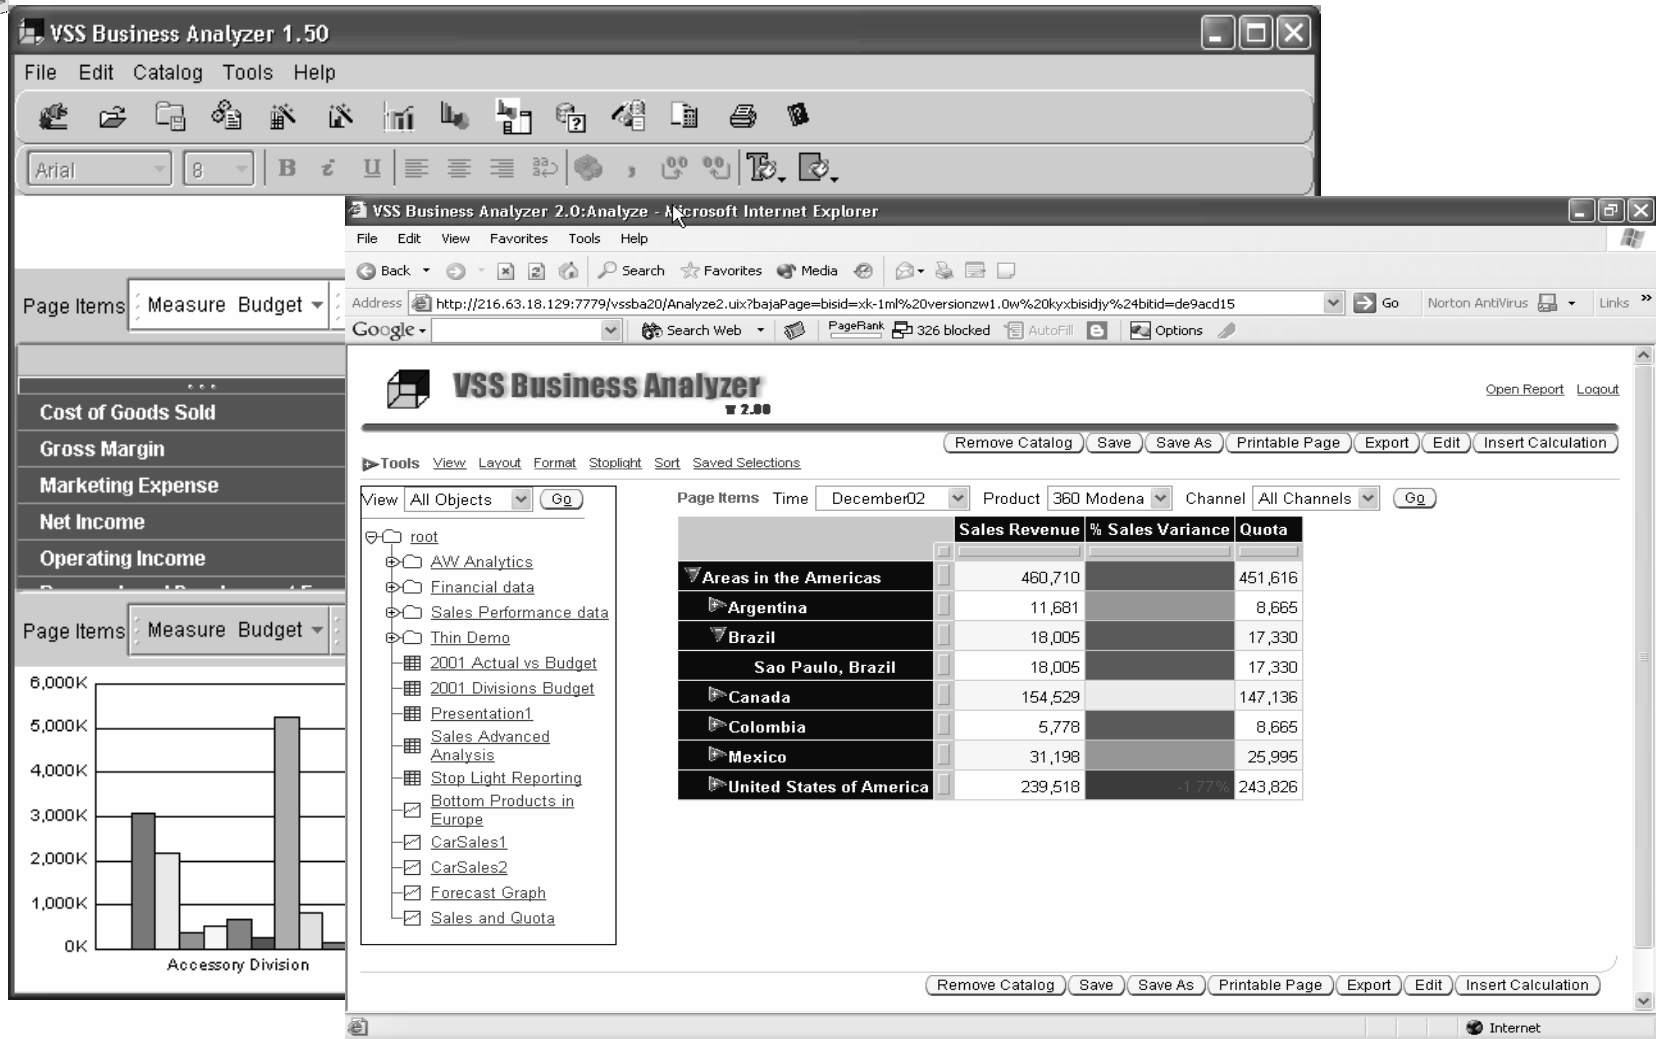 VSS Business Analyzer 1.50
File Edit Catalog Tools Help
Arial 8 B i U
Page Items Measure Budget
Cost of Goods Sold
Gross Margin
Marketing Expense
Net Income
Operating Income
Page Items Measure Budget
6,000K
5,000K
4,000K
3,000K
2,000K
1,000K
0K
Accessory Division
VSS Business Analyzer 2.0:Analyze - Microsoft Internet Explorer
File Edit View Favorites Tools Help
Back Search Favorites Media
Address http://216.63.18.129:7779/vssba20/Analyze2.uix?bajaPage=bisid=xk-1ml%20versionzw1.0w%20kyxbisidjy%24bitid=de9acd15 Go Norton AntiVirus Links »
Google Search Web PageRank 326 blocked AutoFill Options
VSS Business Analyzer
v 2.00
Open Report Logout
Remove Catalog Save Save As Printable Page Export Edit Insert Calculation
Tools View Layout Format Stoplight Sort Saved Selections
View All Objects Go
root
AW Analytics
Financial data
Sales Performance data
Thin Demo
2001 Actual vs Budget
2001 Divisions Budget
Presentation1
Sales Advanced
Analysis
Stop Light Reporting
Bottom Products in
Europe
CarSales1
CarSales2
Forecast Graph
Sales and Quota
Page Items Time December02 Product 360 Modena Channel All Channels Go
Sales Revenue % Sales Variance Quota
Areas in the Americas 460,710 451,616
Argentina 11,681 8,665
Brazil 18,005 17,330
Sao Paulo, Brazil 18,005 17,330
Canada 154,529 147,136
Colombia 5,778 8,665
Mexico 31,198 25,995
United States of America 239,518 -1.77% 243,826
Remove Catalog Save Save As Printable Page Export Edit Insert Calculation
Internet